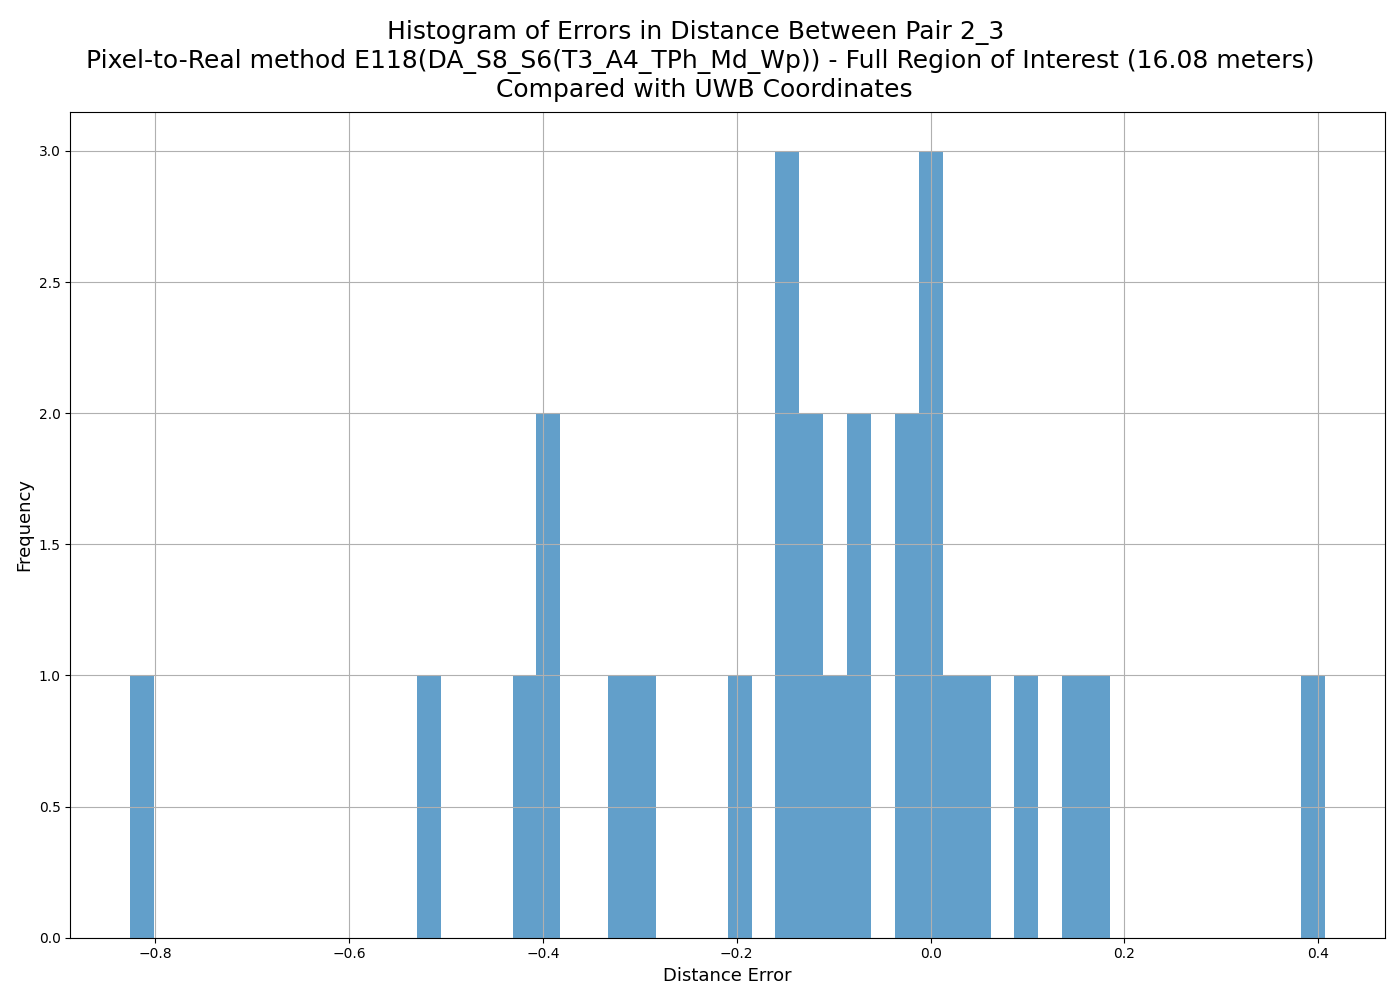 Histogram of Errors in Distance Between Pair 2_3
Pixel-to-Real method E118(DA_S8_S6(T3_A4_TPh_Md_Wp)) - Full Region of Interest (16.08 meters)
Compared with UWB Coordinates
3.0
2.5
2.0
1.5
1.0
0.5
0.0
Frequency
−0.8 −0.6 −0.4 −0.2 0.0 0.2 0.4
Distance Error